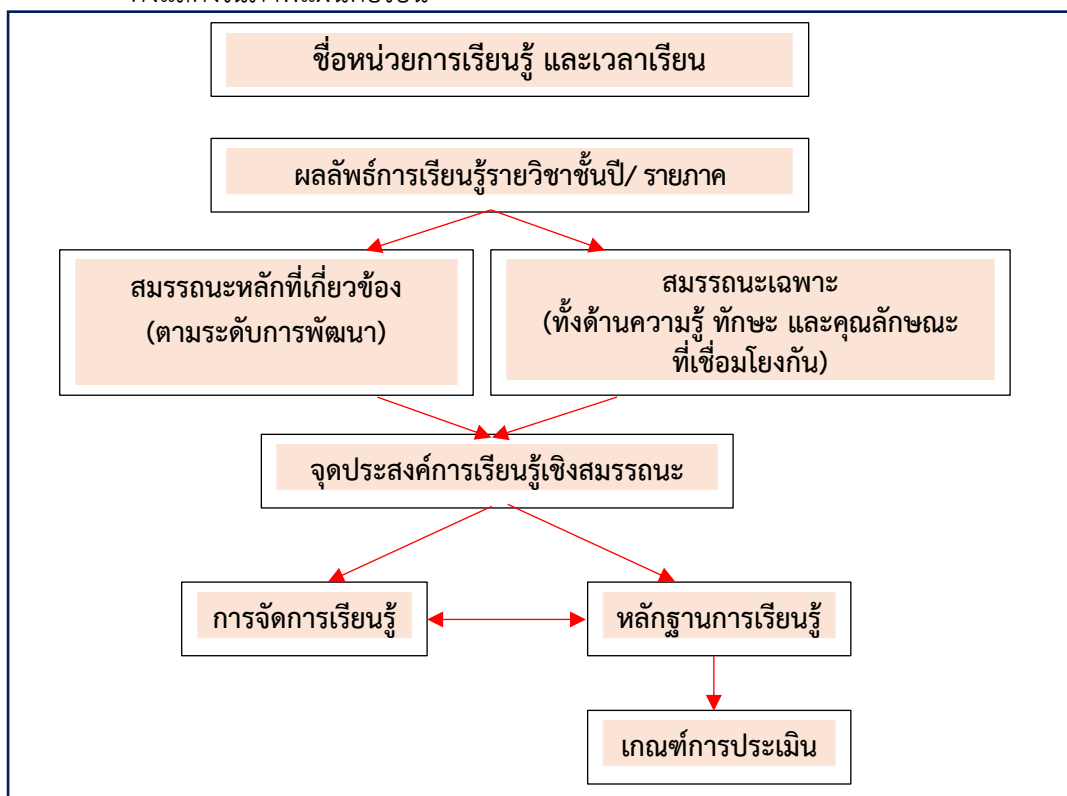 ชื่อหน่วยการเรียนรู้ และเวลาเรียน
ผลลัพธ์การเรียนรู้รายวิชาชั้นปี/ รายภาค
สมรรถนะหลักที่เกี่ยวข้อง
(ตามระดับการพัฒนา)
สมรรถนะเฉพาะ
(ทั้งด้านความรู้ ทักษะ และคุณลักษณะ
ที่เชื่อมโยงกัน)
จุดประสงค์การเรียนรู้เชิงสมรรถนะ
การจัดการเรียนรู้
หลักฐานการเรียนรู้
เกณฑ์การประเมิน